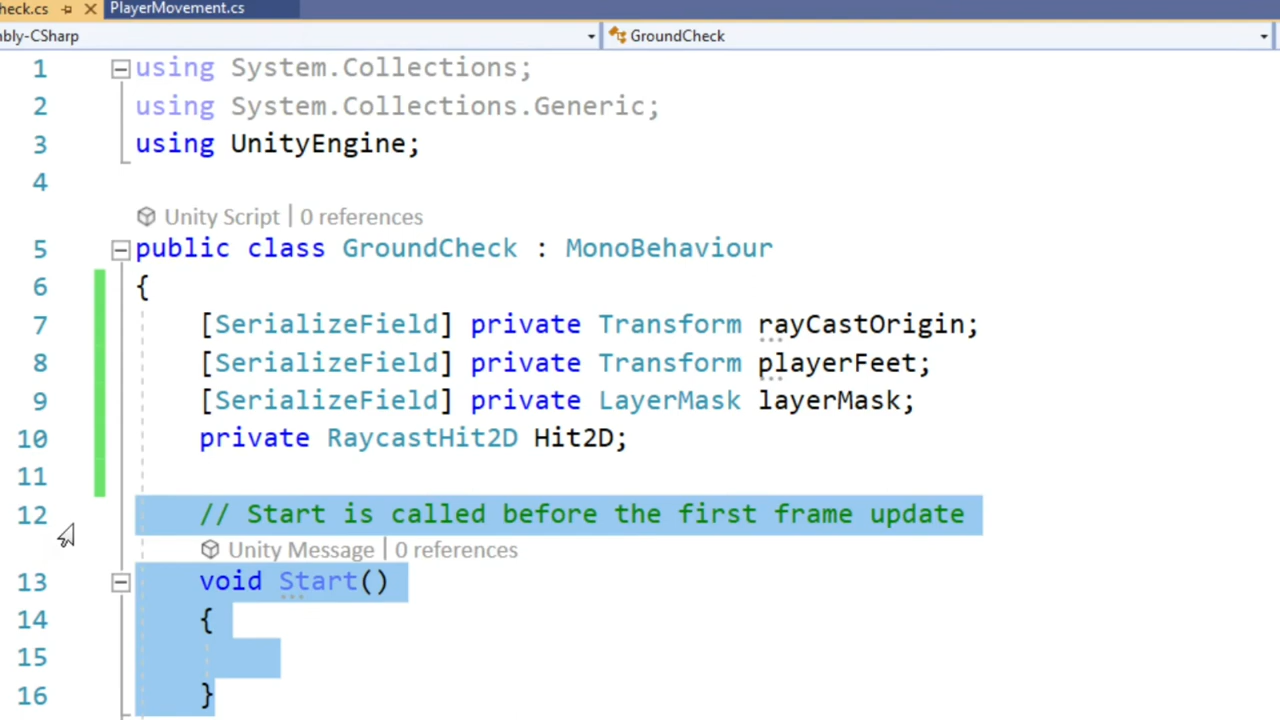 heck.cs PlayerMovement.cs
bly-CSharp GroundCheck
1 using System.Collections;
2 using System.Collections.Generic;
3 using UnityEngine;
4
Unity Script | 0 references
5 public class GroundCheck : MonoBehaviour
6 {
7 [SerializeField] private Transform rayCastOrigin;
8 [SerializeField] private Transform playerFeet;
9 [SerializeField] private LayerMask layerMask;
10 private RaycastHit2D Hit2D;
11
12 // Start is called before the first frame update
Unity Message | 0 references
13 void Start()
14 {
15
16 }